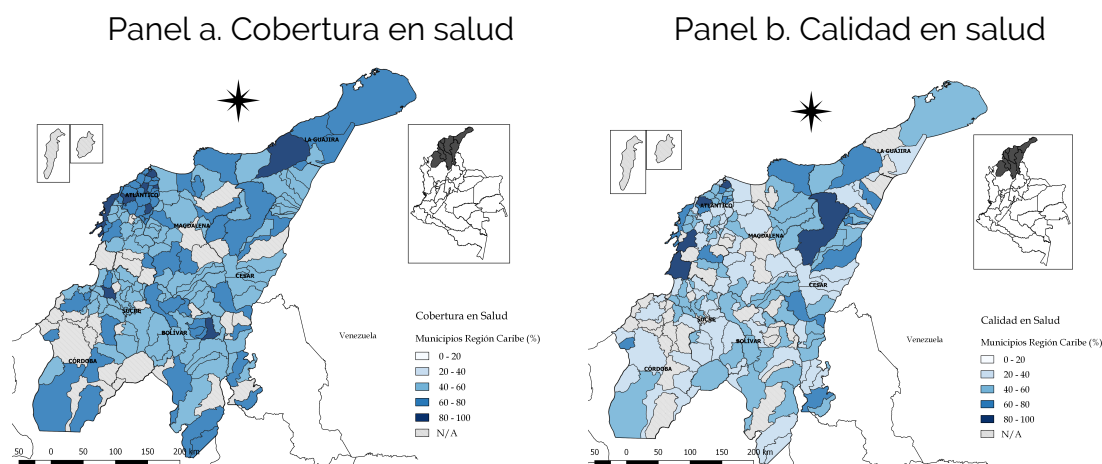 Panel a. Cobertura en salud
LA GUAJIRA
ATLÁNTICO
MAGDALENA
CESAR
SUCRE
BOLÍVAR
CÓRDOBA
Venezuela
Cobertura en Salud
Municipios Región Caribe (%)
0 - 20
20 - 40
40 - 60
60 - 80
80 - 100
N/A
50 0 50 100 150 200 km
Panel b. Calidad en salud
LA GUAJIRA
ATLÁNTICO
MAGDALENA
CESAR
SUCRE
BOLÍVAR
CÓRDOBA
Venezuela
Calidad en Salud
Municipios Región Caribe (%)
0 - 20
20 - 40
40 - 60
60 - 80
80 - 100
N/A
50 0 50 100 150 200 km